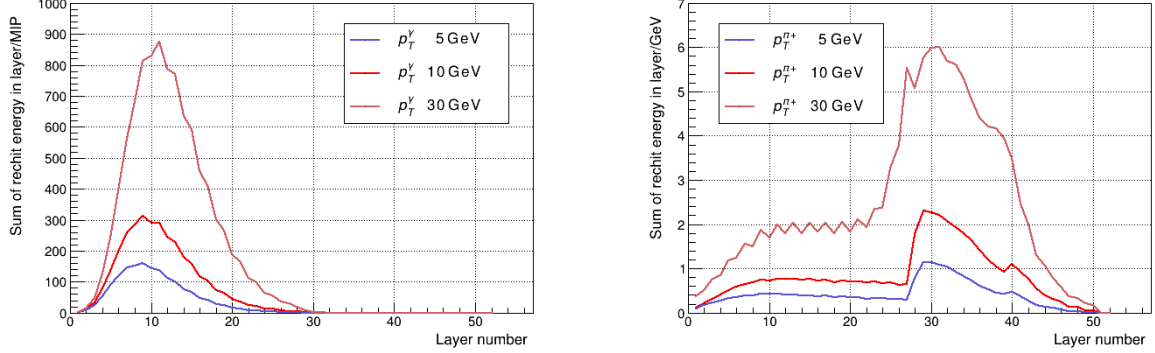 Sum of rechit energy in layer/MIP
1000
900
800
700
600
500
400
300
200
100
0
0 10 20 30 40 50
Layer number
p_T^γ 5 GeV
p_T^γ 10 GeV
p_T^γ 30 GeV
Sum of rechit energy in layer/GeV
7
6
5
4
3
2
1
0
0 10 20 30 40 50
Layer number
p_T^π+ 5 GeV
p_T^π+ 10 GeV
p_T^π+ 30 GeV